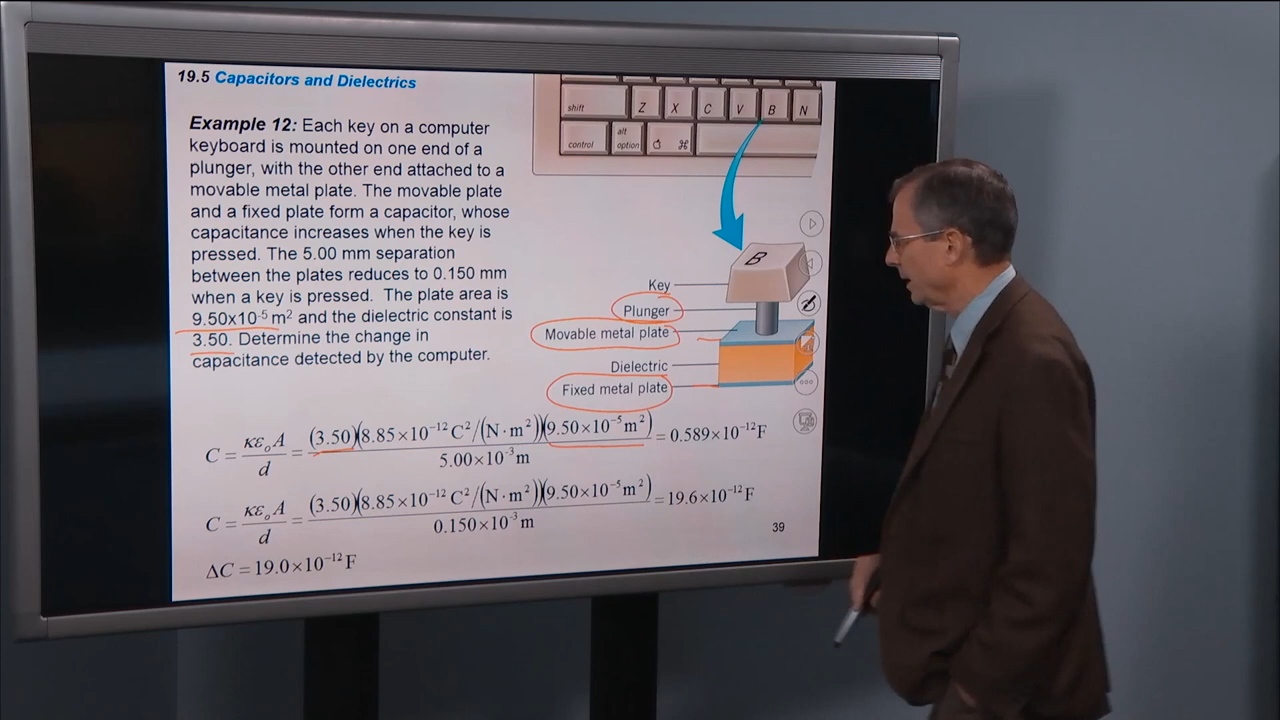 19.5 Capacitors and Dielectrics
Example 12: Each key on a computer
keyboard is mounted on one end of a
plunger, with the other end attached to a
movable metal plate. The movable plate
and a fixed plate form a capacitor, whose
capacitance increases when the key is
pressed. The 5.00 mm separation
between the plates reduces to 0.150 mm
when a key is pressed. The plate area is
9.50x10⁻⁵ m² and the dielectric constant is
3.50. Determine the change in
capacitance detected by the computer.
shift Z X C V B N
control alt option ⌘
B
Key
Plunger
Movable metal plate
Dielectric
Fixed metal plate
C = κε₀A/d = (3.50)(8.85×10⁻¹² C²/(N·m²))(9.50×10⁻⁵ m²)/5.00×10⁻³ m = 0.589×10⁻¹² F
C = κε₀A/d = (3.50)(8.85×10⁻¹² C²/(N·m²))(9.50×10⁻⁵ m²)/0.150×10⁻³ m = 19.6×10⁻¹² F
ΔC = 19.0×10⁻¹² F
39